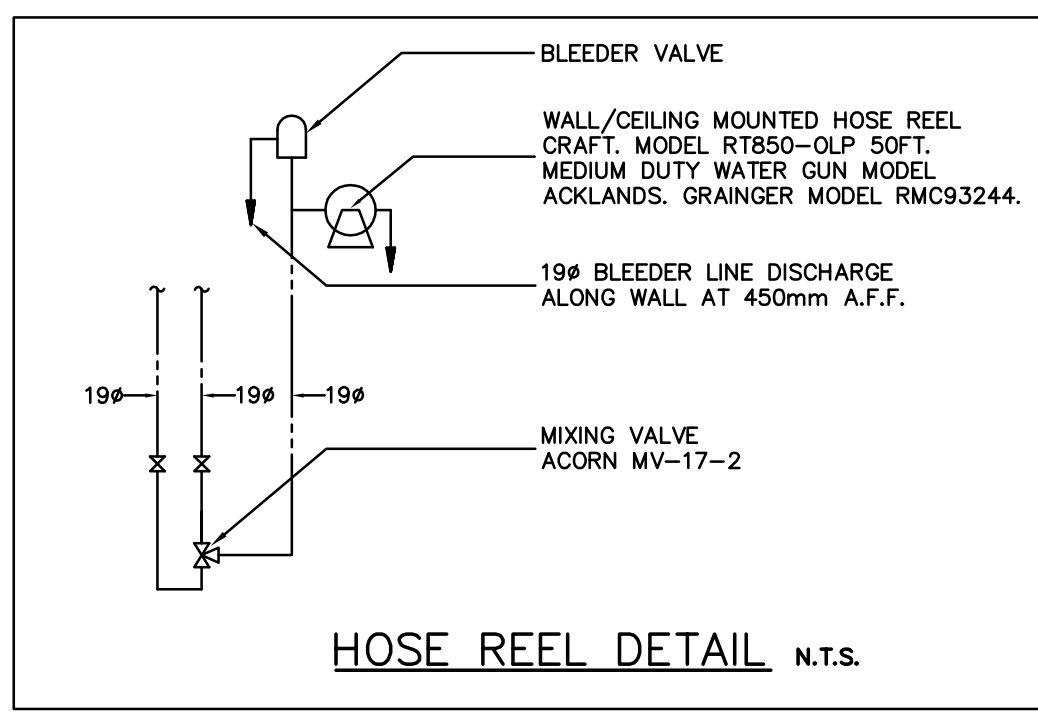 BLEEDER VALVE
WALL/CEILING MOUNTED HOSE REEL
CRAFT. MODEL RT850-OLP 50FT.
MEDIUM DUTY WATER GUN MODEL
ACKLANDS. GRAINGER MODEL RMC93244.
19ø BLEEDER LINE DISCHARGE
ALONG WALL AT 450mm A.F.F.
19ø 19ø 19ø
MIXING VALVE
ACORN MV-17-2
HOSE REEL DETAIL N.T.S.